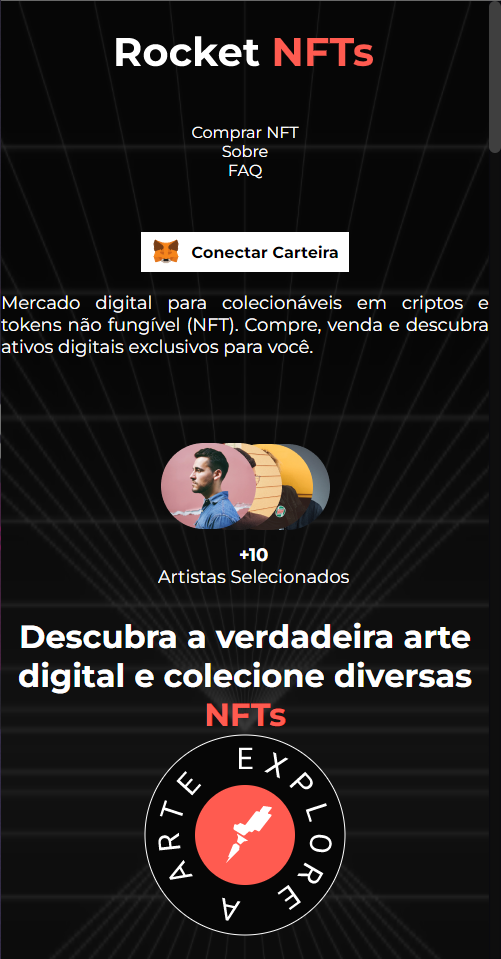 Rocket NFTs
Comprar NFT
Sobre
FAQ
Conectar Carteira
Mercado digital para colecionáveis em criptos e
tokens não fungível (NFT). Compre, venda e descubra
ativos digitais exclusivos para você.
+10
Artistas Selecionados
Descubra a verdadeira arte
digital e colecione diversas
NFTs
EXPLORE A ARTE